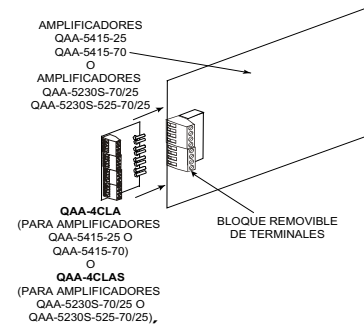 AMPLIFICADORES
QAA-5415-25
QAA-5415-70
O
AMPLIFICADORES
QAA-5230S-70/25
QAA-5230S-525-70/25
QAA-4CLA
(PARA AMPLIFICADORES
QAA-5415-25 O
QAA-5415-70)
O
QAA-4CLAS
(PARA AMPLIFICADORES
QAA-5230S-70/25 O
QAA-5230S-525-70/25)
BLOQUE REMOVIBLE
DE TERMINALES